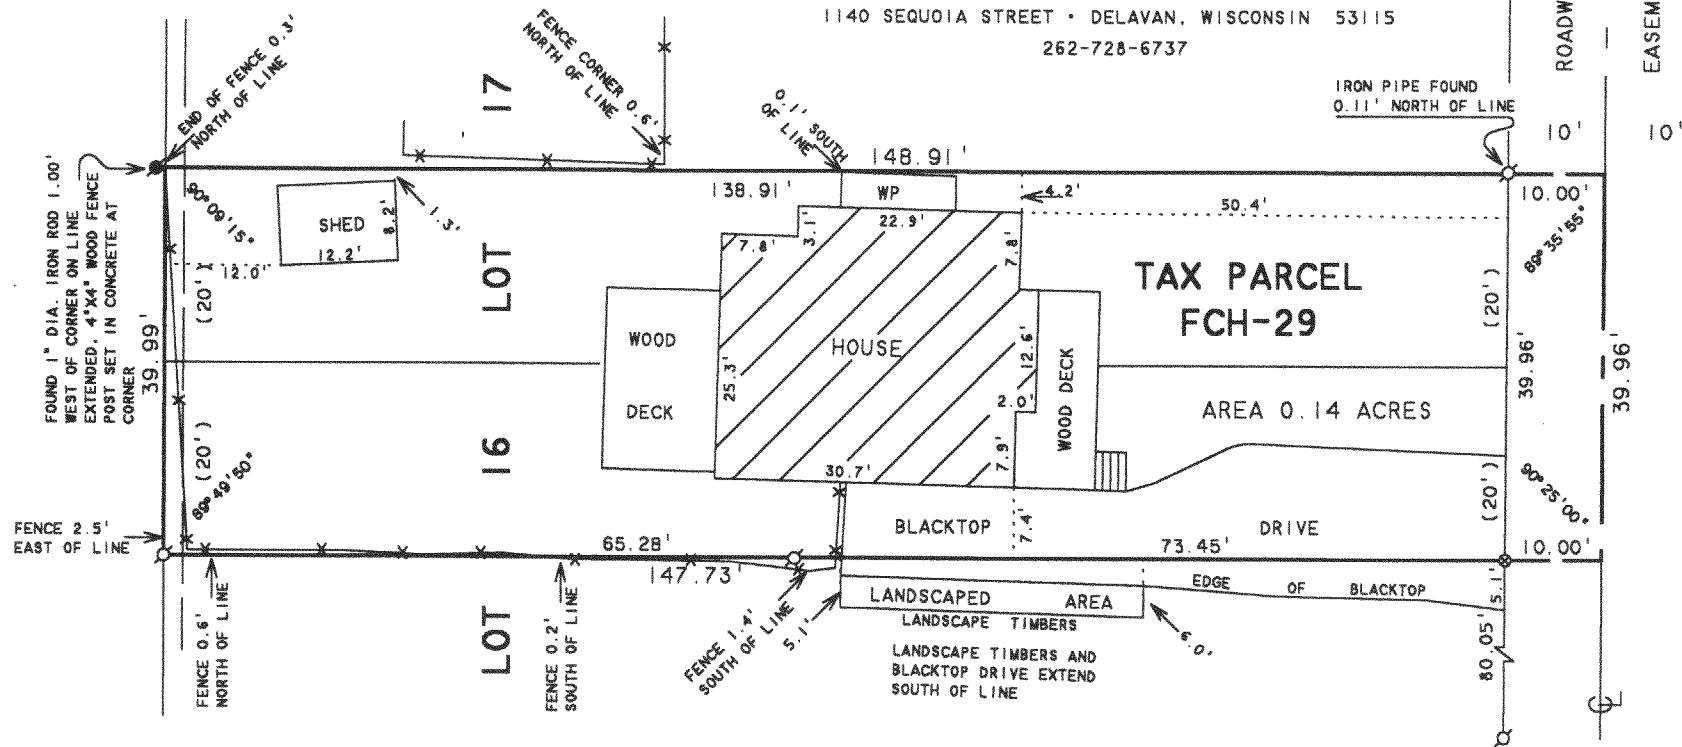 1140 SEQUOIA STREET • DELAVAN, WISCONSIN 53115
262-728-6737
ROADW
EASEM
10'
10'
END OF FENCE 0.3'
NORTH OF LINE
17
FENCE CORNER 0.6'
NORTH OF LINE
0.1' SOUTH
OF LINE
IRON PIPE FOUND
0.11' NORTH OF LINE
148.91'
138.91'
WP
4.2'
50.4'
10.00'
FOUND 1" DIA. IRON ROD 1.00'
WEST OF CORNER ON LINE
EXTENDED. 4"X4" WOOD FENCE
POST SET IN CONCRETE AT
CORNER
90°09'15"
SHED
8.2'
12.2'
12.0'
1.3'
LOT
7.8'
3.1'
22.9'
7.8'
TAX PARCEL
FCH-29
89°35'55"
(20')
(20')
39.99'
WOOD
DECK
25.3'
HOUSE
12.6'
2.0'
WOOD DECK
AREA 0.14 ACRES
39.96'
39.96'
16
(20')
(20')
89°49'50"
30.7'
7.9'
90°25'00"
FENCE 2.5'
EAST OF LINE
BLACKTOP
7.4'
DRIVE
65.28'
73.45'
10.00'
147.73'
EDGE OF BLACKTOP
5.1'
LANDSCAPED AREA
LANDSCAPE TIMBERS
6.0'
FENCE 0.6'
NORTH OF LINE
LOT
FENCE 0.2'
SOUTH OF LINE
FENCE 1.4'
SOUTH OF LINE
5.1'
LANDSCAPE TIMBERS AND
BLACKTOP DRIVE EXTEND
SOUTH OF LINE
80.05'